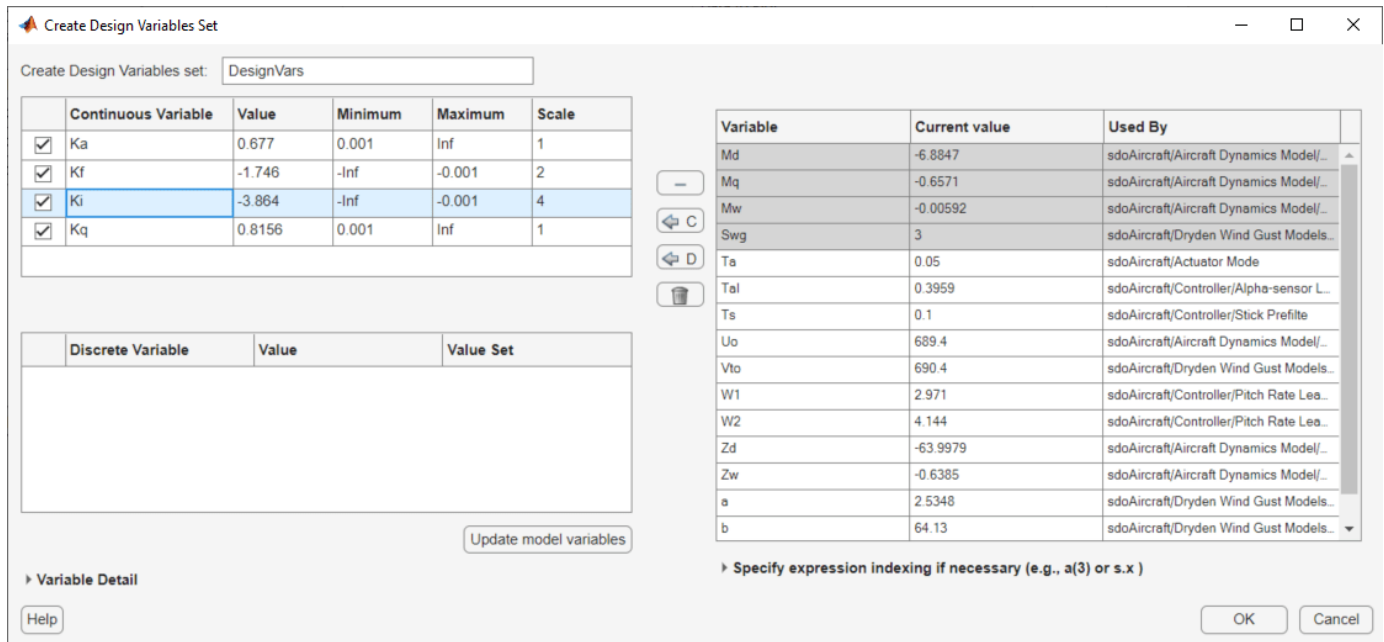 Create Design Variables Set
Create Design Variables set: DesignVars
Continuous Variable Value Minimum Maximum Scale
Ka 0.677 0.001 Inf 1
Kf -1.746 -Inf -0.001 2
Ki -3.864 -Inf -0.001 4
Kq 0.8156 0.001 Inf 1
Discrete Variable Value Value Set
Update model variables
Variable Detail
Help
C
D
Variable Current value Used By
Md -6.8847 sdoAircraft/Aircraft Dynamics Model/...
Mq -0.6571 sdoAircraft/Aircraft Dynamics Model/...
Mw -0.00592 sdoAircraft/Aircraft Dynamics Model/...
Swg 3 sdoAircraft/Dryden Wind Gust Models...
Ta 0.05 sdoAircraft/Actuator Mode
Tal 0.3959 sdoAircraft/Controller/Alpha-sensor L...
Ts 0.1 sdoAircraft/Controller/Stick Prefilte
Uo 689.4 sdoAircraft/Aircraft Dynamics Model/...
Vto 690.4 sdoAircraft/Dryden Wind Gust Models...
W1 2.971 sdoAircraft/Controller/Pitch Rate Lea...
W2 4.144 sdoAircraft/Controller/Pitch Rate Lea...
Zd -63.9979 sdoAircraft/Aircraft Dynamics Model/...
Zw -0.6385 sdoAircraft/Aircraft Dynamics Model/...
a 2.5348 sdoAircraft/Dryden Wind Gust Models...
b 64.13 sdoAircraft/Dryden Wind Gust Models...
Specify expression indexing if necessary (e.g., a(3) or s.x )
OK Cancel